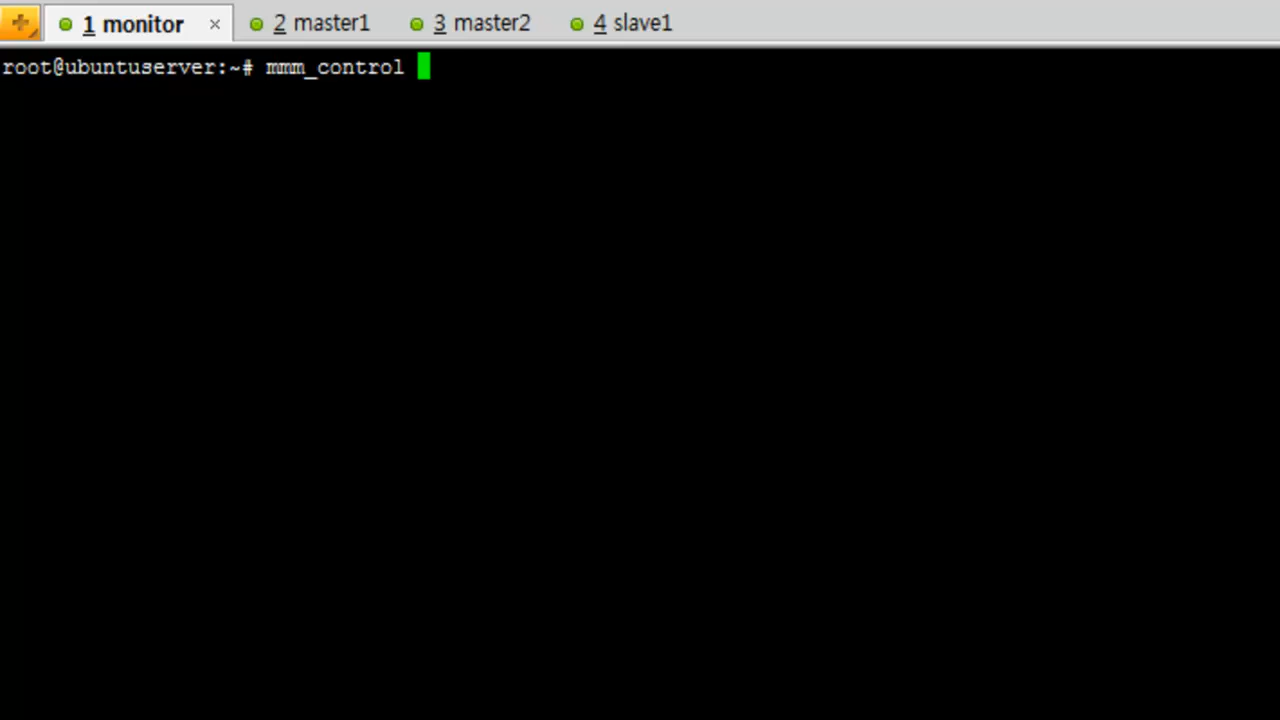 1 monitor × 2 master1 3 master2 4 slave1
root@ubuntuserver:~# mmm_control